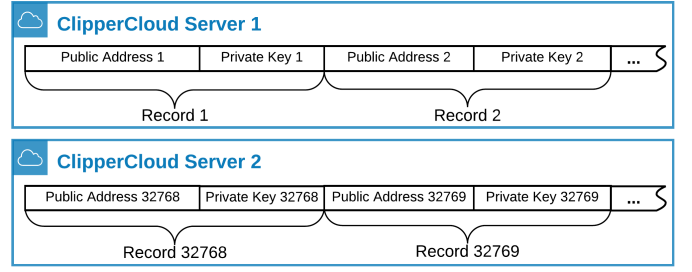 ClipperCloud Server 1
Public Address 1 Private Key 1 Public Address 2 Private Key 2 ...
Record 1 Record 2
ClipperCloud Server 2
Public Address 32768 Private Key 32768 Public Address 32769 Private Key 32769 ...
Record 32768 Record 32769